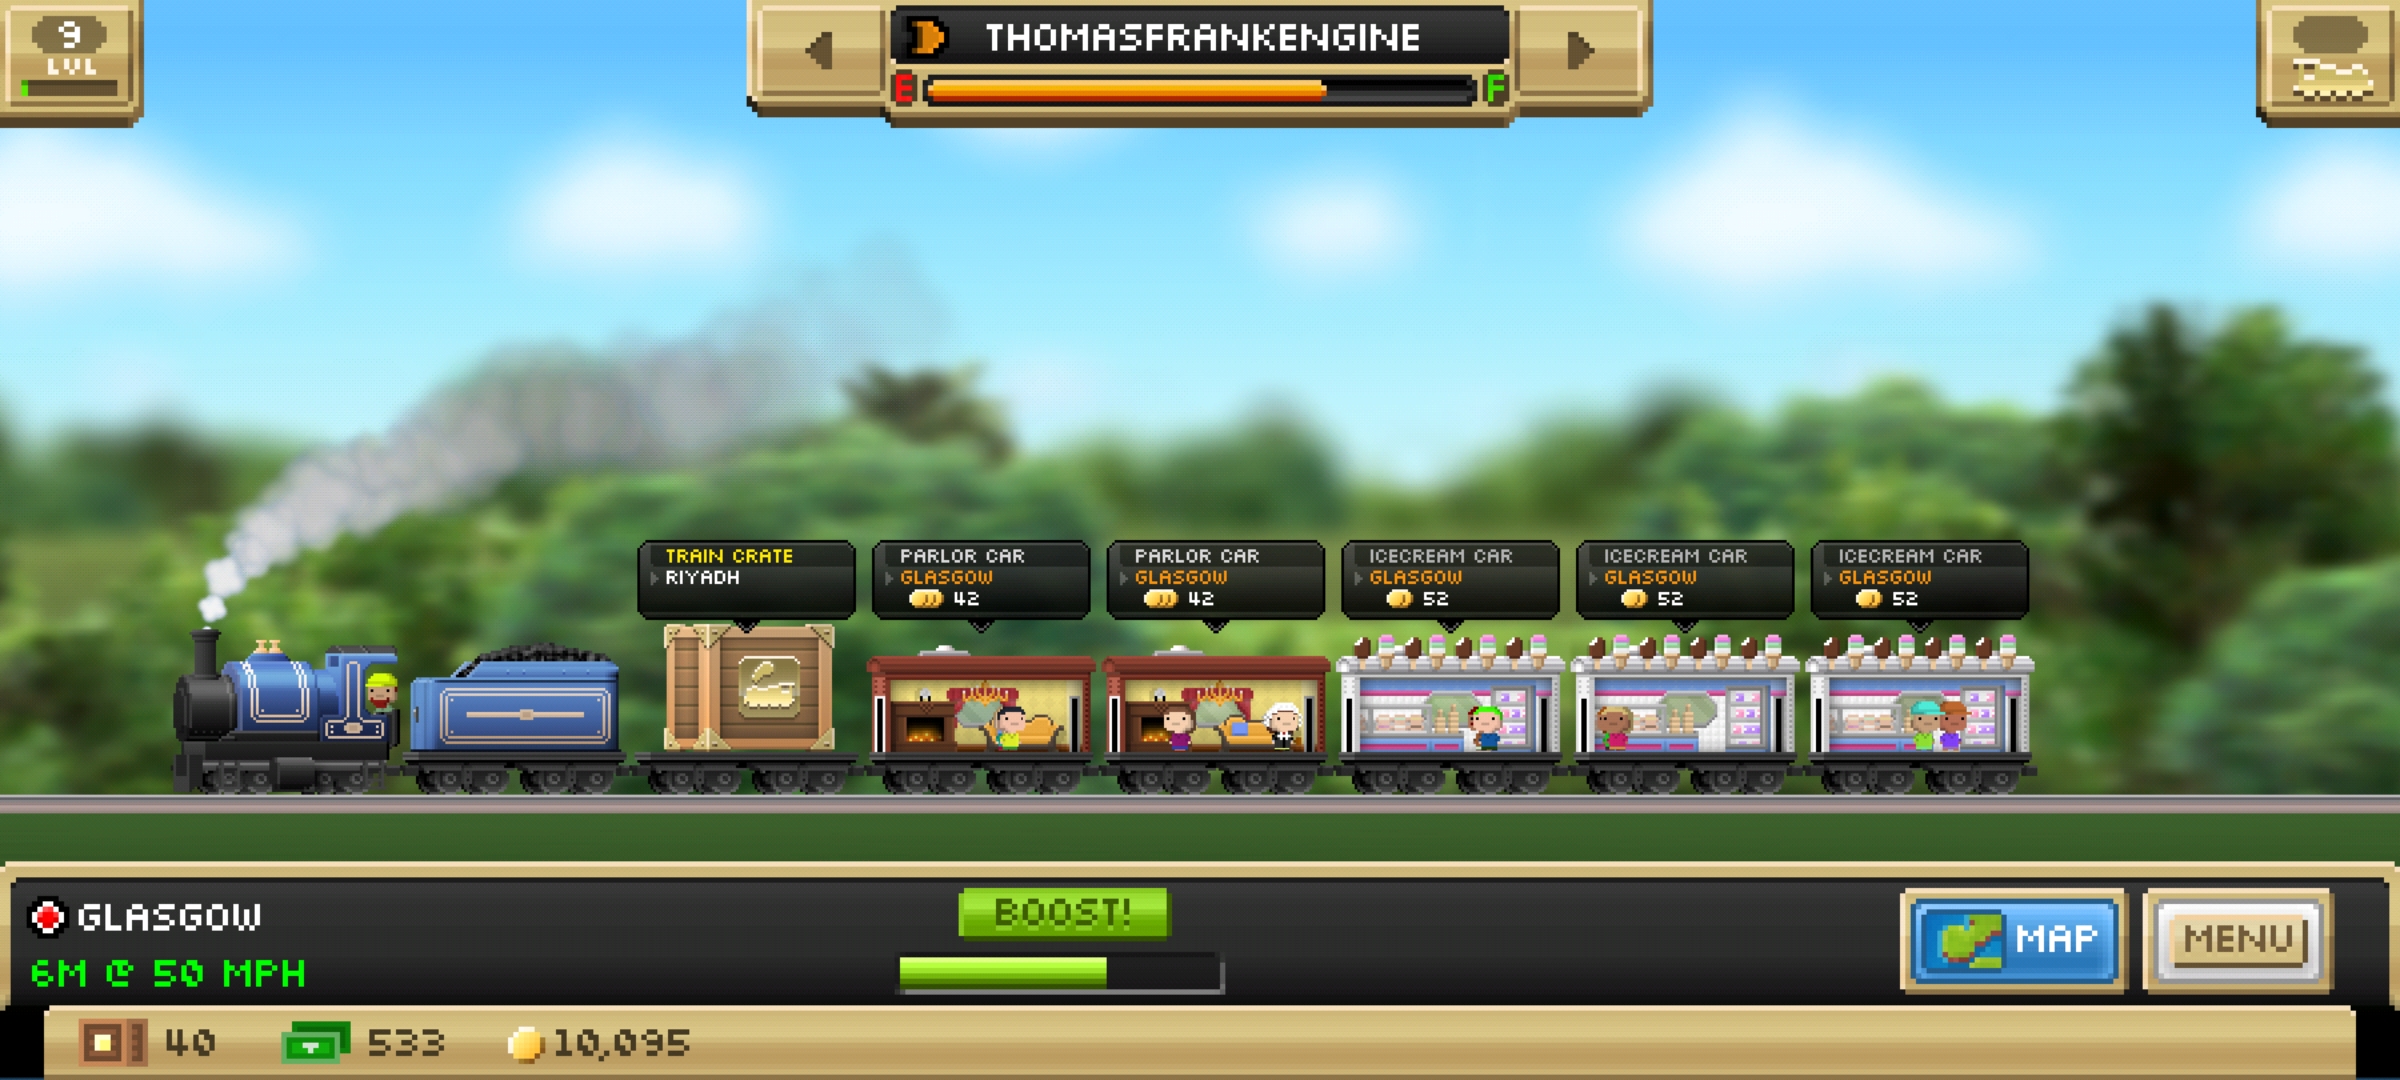 9
LVL
THOMASFRANKENGINE
E F
TRAIN CRATE
RIYADH
PARLOR CAR
GLASGOW
42
PARLOR CAR
GLASGOW
42
ICECREAM CAR
GLASGOW
52
ICECREAM CAR
GLASGOW
52
ICECREAM CAR
GLASGOW
52
GLASGOW
6M @ 50 MPH
BOOST!
MAP
MENU
40
533
10,095